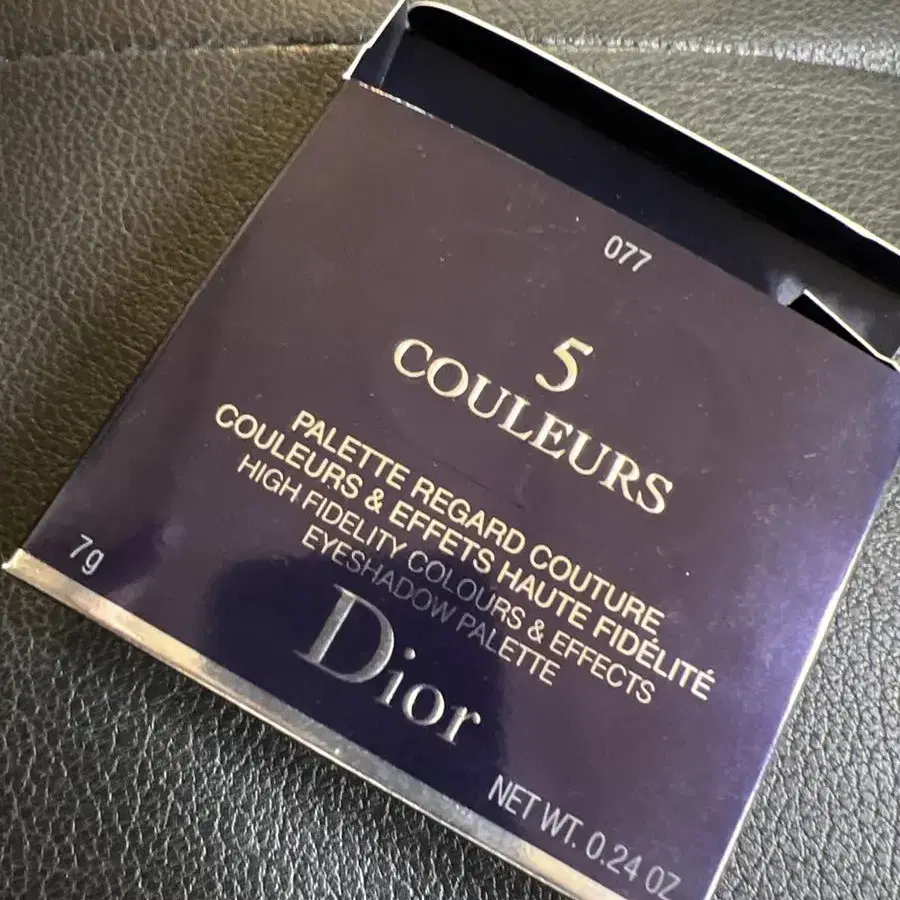 077
5
COULEURS
PALETTE REGARD COUTURE
COULEURS & EFFETS HAUTE FIDÉLITÉ
HIGH FIDELITY COLOURS & EFFECTS
EYESHADOW PALETTE
Dior
7g
NET WT. 0.24 OZ